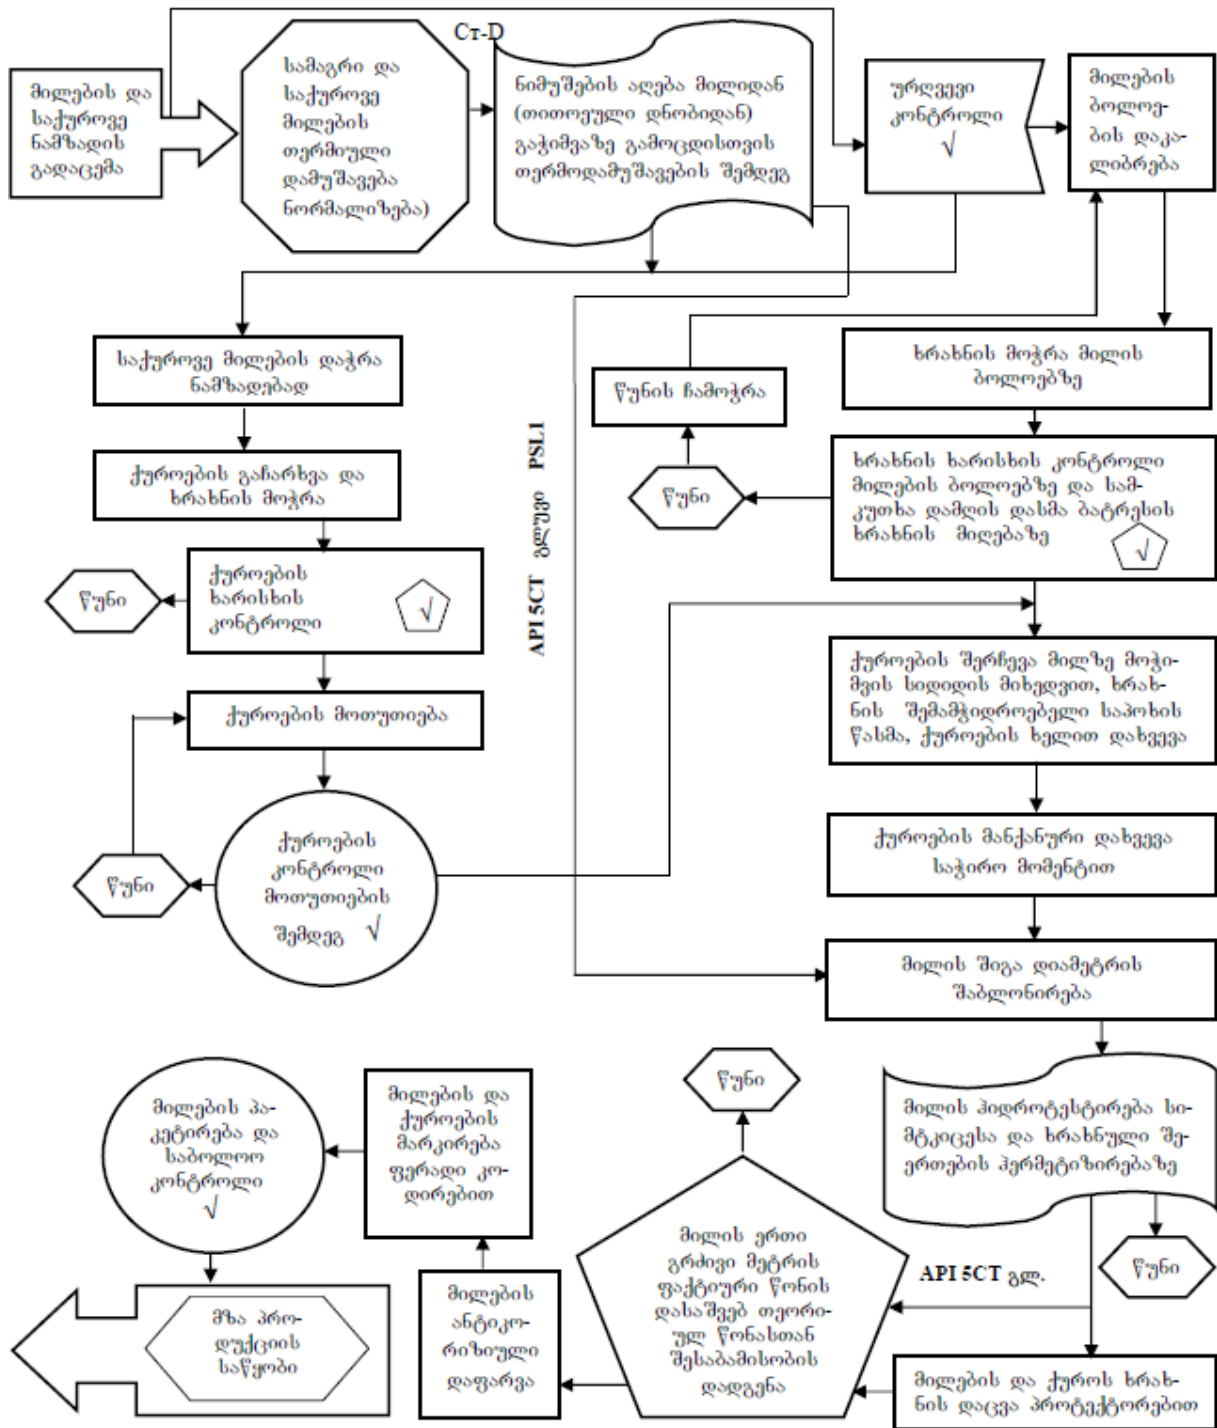 მილების და
საქუროვე
ნამზადის
გადაცემა
სამაგრი და
საქუროვე
მილების
თერმიული
დამუშავება
ნორმალიზება)
Ст-D
ნიმუშების აღება მილიდან
(თითოეული დნობიდან)
გაჭიმვაზე გამოცდისთვის
თერმოდამუშავების შემდეგ
ურღვევი
კონტროლი
√
მილების
ბოლოე-
ბის დაკა-
ლიბრება
საქუროვე მილების დაჭრა
ნამზადებად
წუნის ჩამოჭრა
ხრახნის მოჭრა მილის
ბოლოებზე
ქუროების გაჩარხვა და
ხრახნის მოჭრა
წუნი
ხრახნის ხარისხის კონტროლი
მილების ბოლოებზე და სამ-
კუთხა დამღის დასმა ბატრესის
ხრახნის მიღებაზე
√
API 5CT გლუვი PSL1
წუნი
ქუროების
ხარისხის
კონტროლი
√
ქუროების შერჩევა მილზე მოჭი-
მვის სიდიდის მიხედვით, ხრახ-
ნის შემამჭიდროებელი საპოხის
წასმა, ქუროების ხელით დახვევა
ქუროების მოთუთიება
ქუროების მანქანური დახვევა
საჭირო მომენტით
წუნი
ქუროების
კონტროლი
მოთუთიების
შემდეგ √
მილის შიგა დიამეტრის
შაბლონირება
წუნი
მილის ჰიდროტესტირება სი-
მტკიცესა და ხრახნული შე-
ერთების ჰერმეტიზირებაზე
მილების პა-
კეტირება და
საბოლოო
კონტროლი
√
მილების და
ქუროების
მარკირება
ფერადი კო-
დირებით
მილის ერთი
გრძივი მეტრის
ფაქტიური წონის
დასაშვებ თეორი-
ულ წონასთან
შესაბამისობის
დადგენა
API 5CT გლ.
წუნი
მზა პრო-
დუქციის
საწყობი
მილების
ანტიკო-
რიზიული
დაფარვა
მილების და ქუროს ხრახ-
ნის დაცვა პროტექტორებით